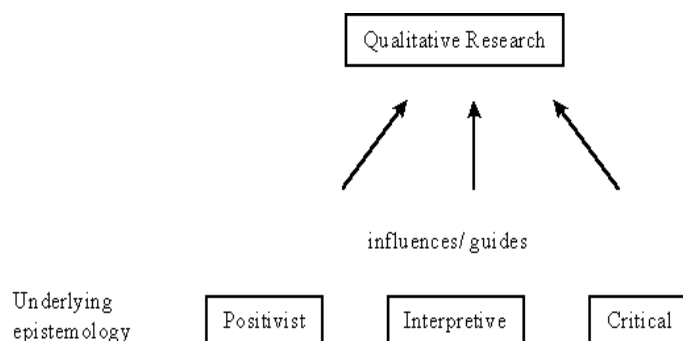 Qualitative Research
influences/ guides
Underlying
epistemology
Positivist
Interpretive
Critical